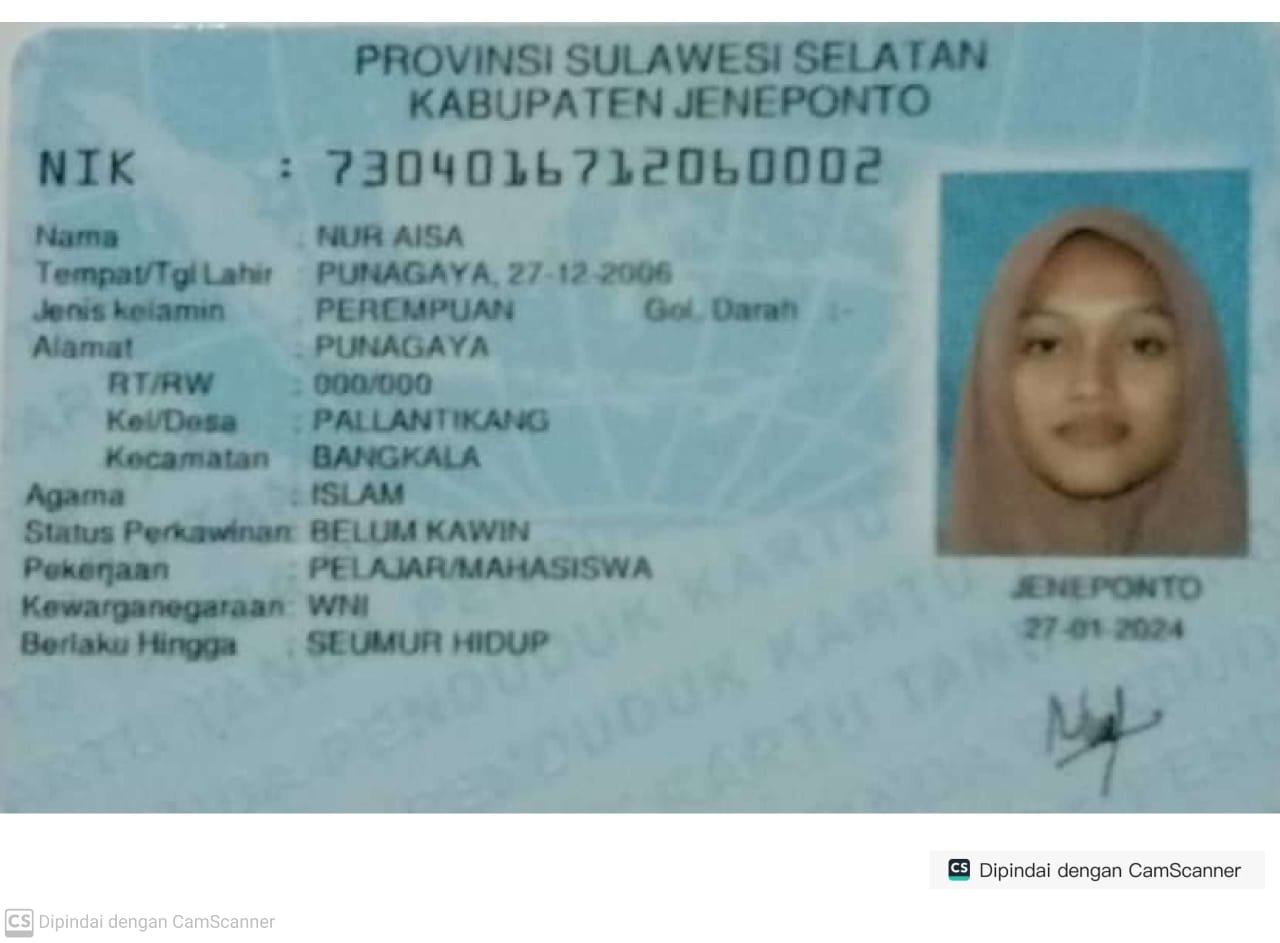 PROVINSI SULAWESI SELATAN
KABUPATEN JENEPONTO
NIK : 7304016712060002
Nama : NUR AISA
Tempat/Tgl Lahir : PUNAGAYA, 27-12-2006
Jenis kelamin : PEREMPUAN Gol. Darah : -
Alamat : PUNAGAYA
RT/RW : 000/000
Kel/Desa : PALLANTIKANG
Kecamatan : BANGKALA
Agama : ISLAM
Status Perkawinan: BELUM KAWIN
Pekerjaan : PELAJAR/MAHASISWA
Kewarganegaraan: WNI
Berlaku Hingga : SEUMUR HIDUP
JENEPONTO
27-01-2024
CS Dipindai dengan CamScanner
CS Dipindai dengan CamScanner